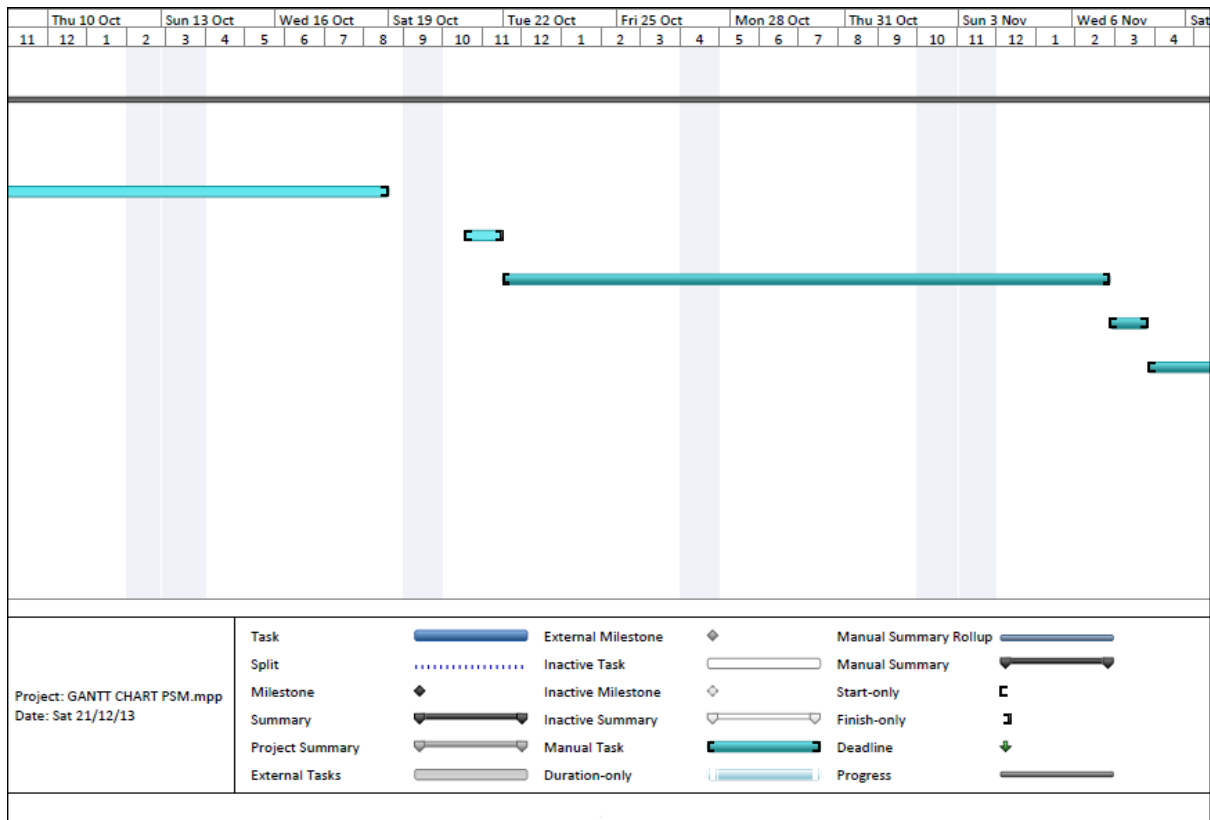 Thu 10 Oct Sun 13 Oct Wed 16 Oct Sat 19 Oct Tue 22 Oct Fri 25 Oct Mon 28 Oct Thu 31 Oct Sun 3 Nov Wed 6 Nov Sat
11 12 1 2 3 4 5 6 7 8 9 10 11 12 1 2 3 4 5 6 7 8 9 10 11 12 1 2 3 4
Project: GANTT CHART PSM.mpp
Date: Sat 21/12/13
Task
Split
Milestone
Summary
Project Summary
External Tasks
External Milestone
Inactive Task
Inactive Milestone
Inactive Summary
Manual Task
Duration-only
Manual Summary Rollup
Manual Summary
Start-only
Finish-only
Deadline
Progress